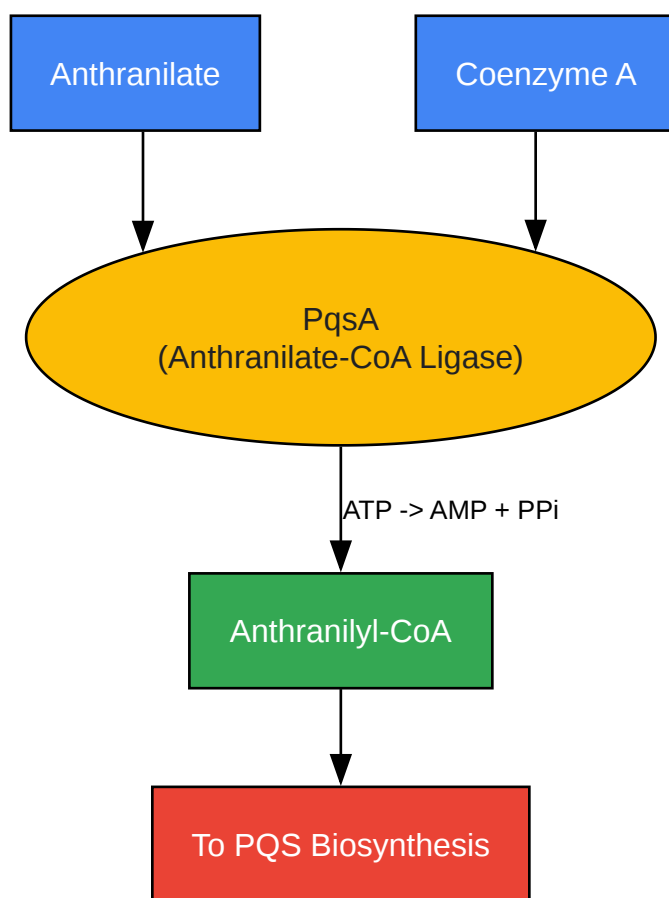 Anthranilate
Coenzyme A
PqsA
(Anthranilate-CoA Ligase)
ATP -> AMP + PPi
Anthranilyl-CoA
To PQS Biosynthesis